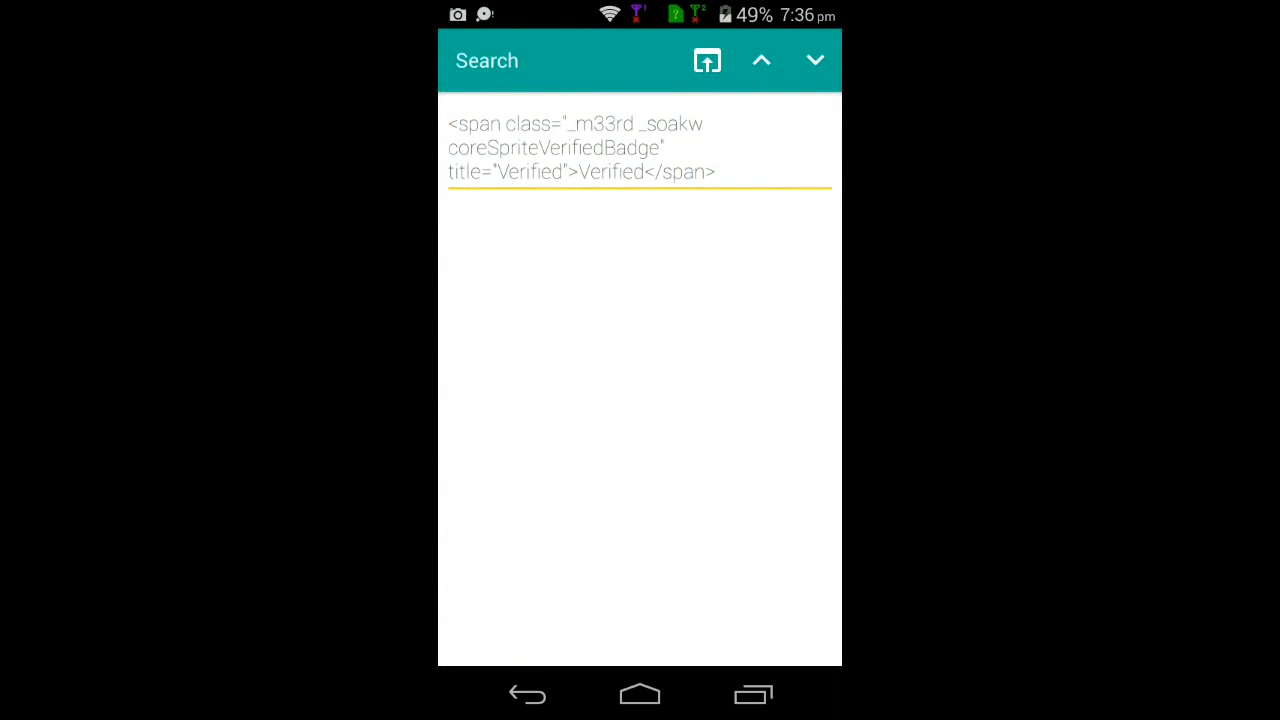 49% 7:36 pm
Search
<span class="_m33rd _soakw
coreSpriteVerifiedBadge"
title="Verified">Verified</span>